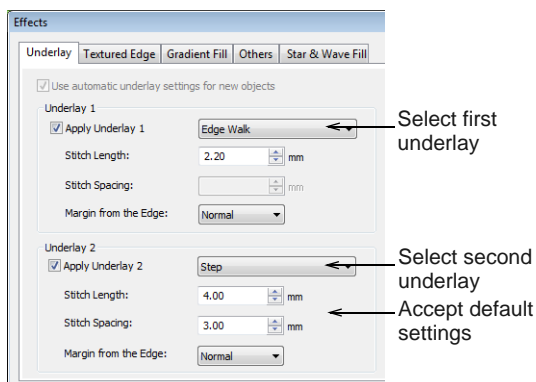 Effects
Underlay Textured Edge Gradient Fill Others Star & Wave Fill
Use automatic underlay settings for new objects
Underlay 1
Apply Underlay 1 Edge Walk
Select first
underlay
Stitch Length: 2.20 mm
Stitch Spacing: mm
Margin from the Edge: Normal
Underlay 2
Apply Underlay 2 Step
Select second
underlay
Stitch Length: 4.00 mm
Accept default
settings
Stitch Spacing: 3.00 mm
Margin from the Edge: Normal